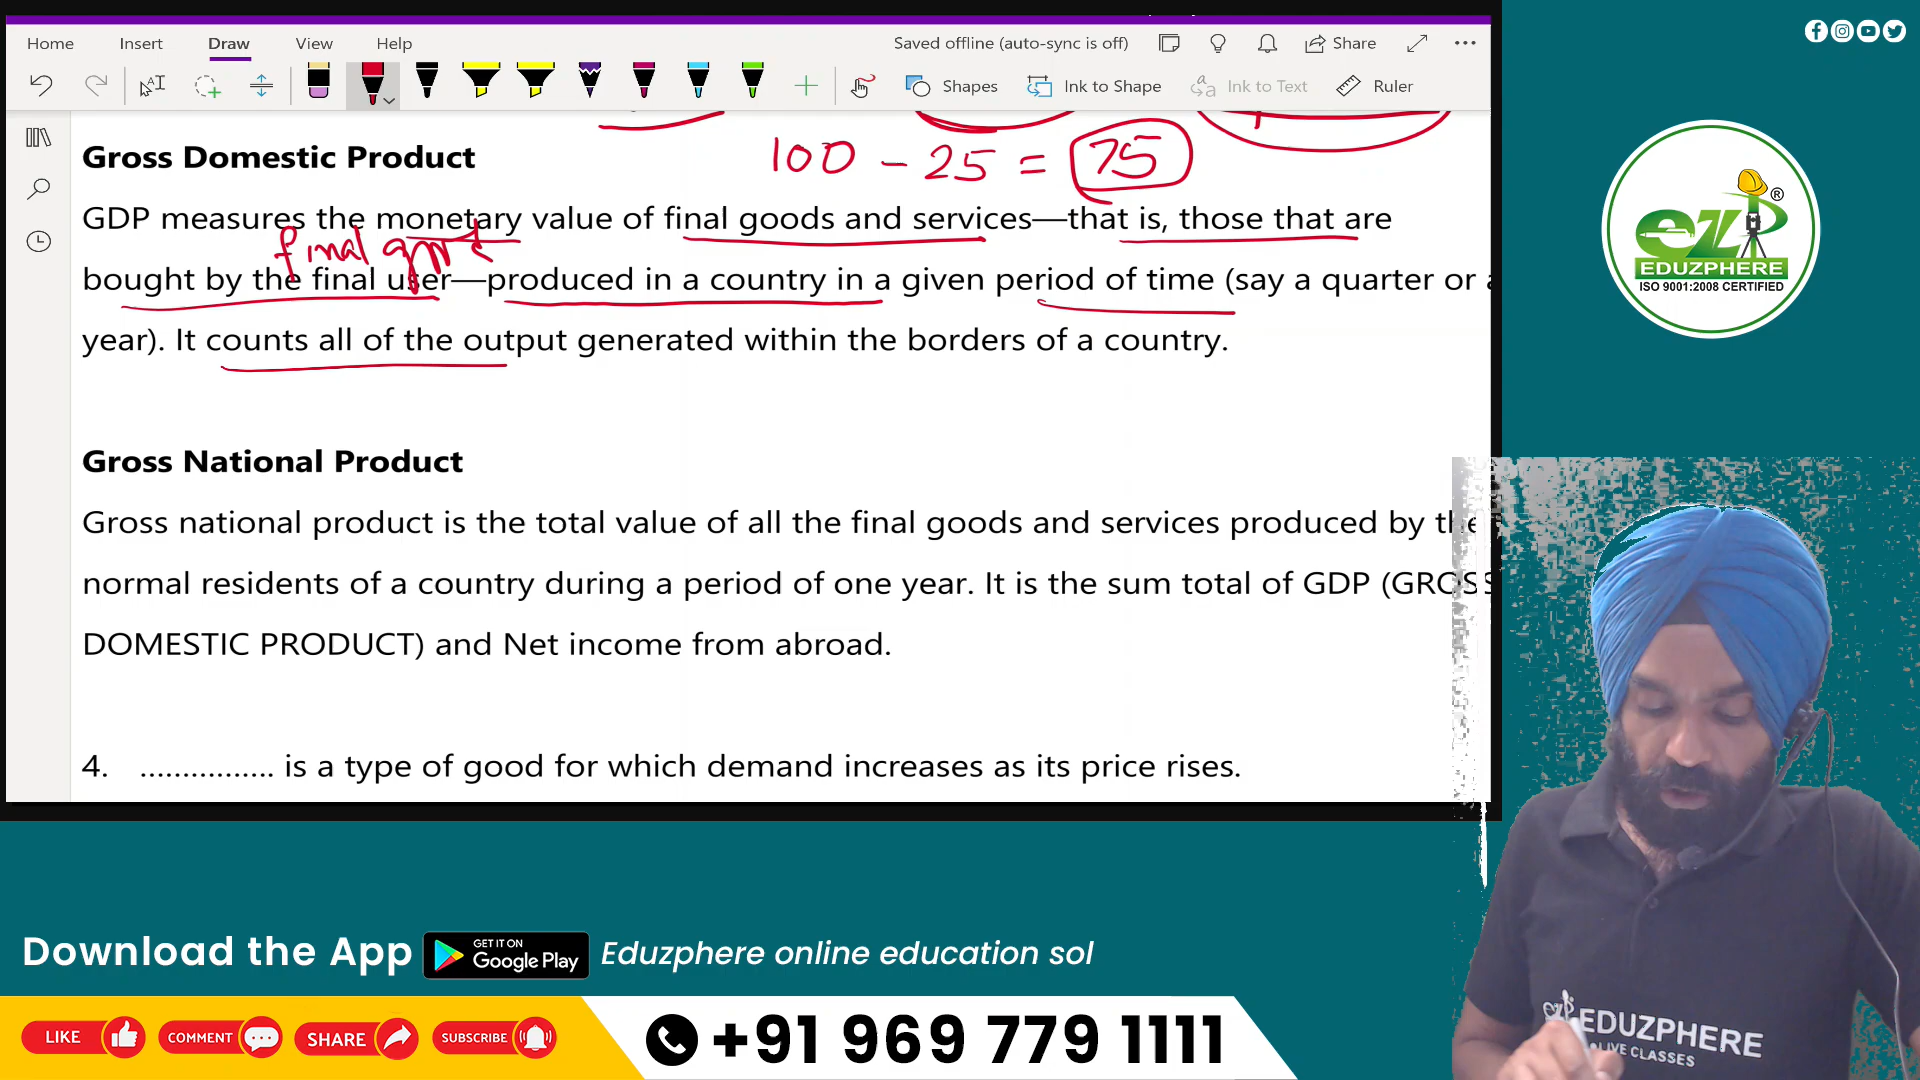 Home Insert Draw View Help Saved offline (auto-sync is off) Share
Shapes Ink to Shape Ink to Text Ruler
Gross Domestic Product
100 - 25 = 75
GDP measures the monetary value of final goods and services—that is, those that are
final
bought by the final user—produced in a country in a given period of time (say a quarter or a
year). It counts all of the output generated within the borders of a country.
Gross National Product
Gross national product is the total value of all the final goods and services produced by the
normal residents of a country during a period of one year. It is the sum total of GDP (GROSS
DOMESTIC PRODUCT) and Net income from abroad.
4. ................ is a type of good for which demand increases as its price rises.
eZP
®
EDUZPHERE
ISO 9001:2008 CERTIFIED
EDUZPHERE
LIVE CLASSES
Download the App GET IT ON Google Play Eduzphere online education sol
LIKE COMMENT SHARE SUBSCRIBE +91 969 779 1111